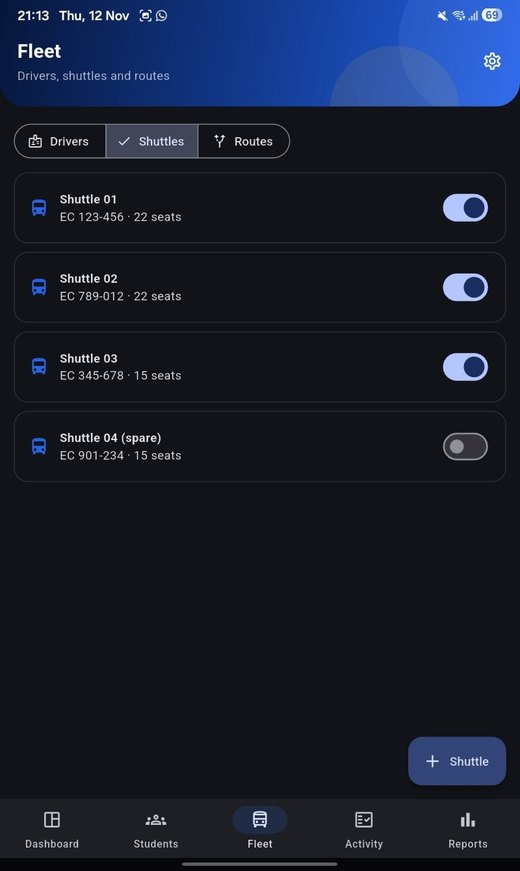 21:13 Thu, 12 Nov 69
Fleet
Drivers, shuttles and routes
Drivers Shuttles Routes
Shuttle 01
EC 123-456 · 22 seats
Shuttle 02
EC 789-012 · 22 seats
Shuttle 03
EC 345-678 · 15 seats
Shuttle 04 (spare)
EC 901-234 · 15 seats
+ Shuttle
Dashboard Students Fleet Activity Reports